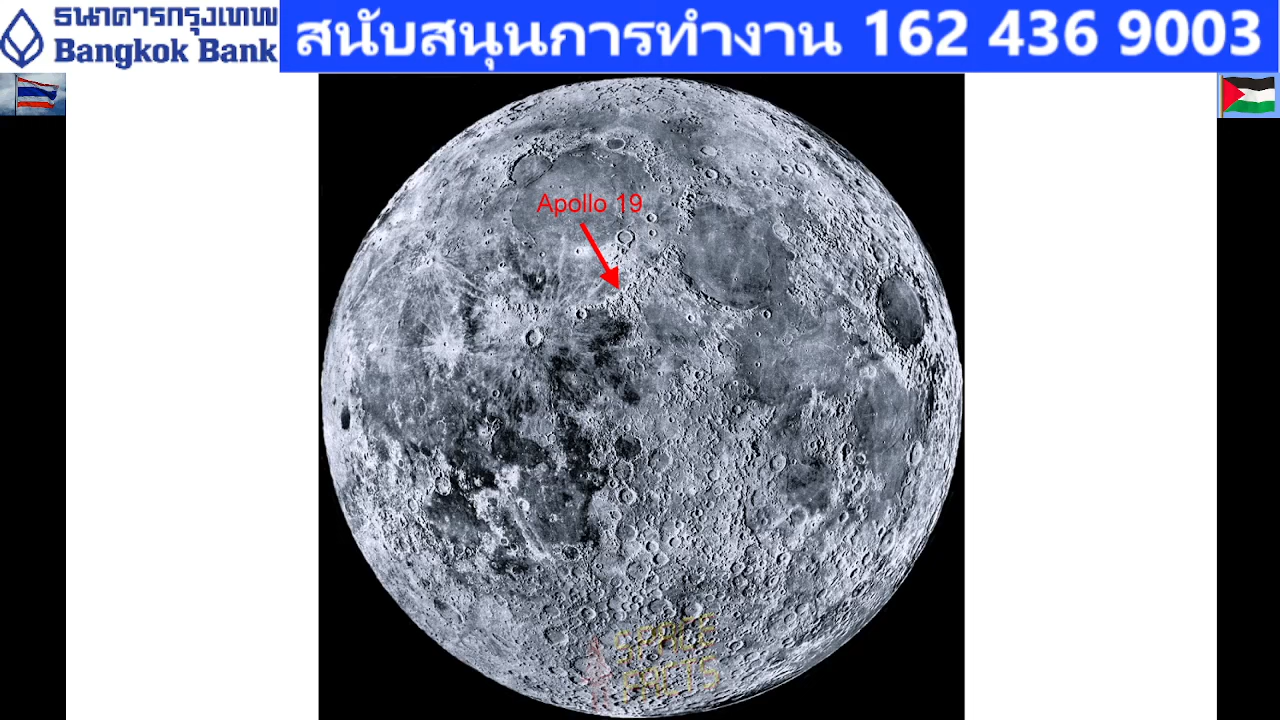 ธนาคารกรุงเทพ
Bangkok Bank
สนับสนุนการทำงาน 162 436 9003
Apollo 19
SPACE
FACTS